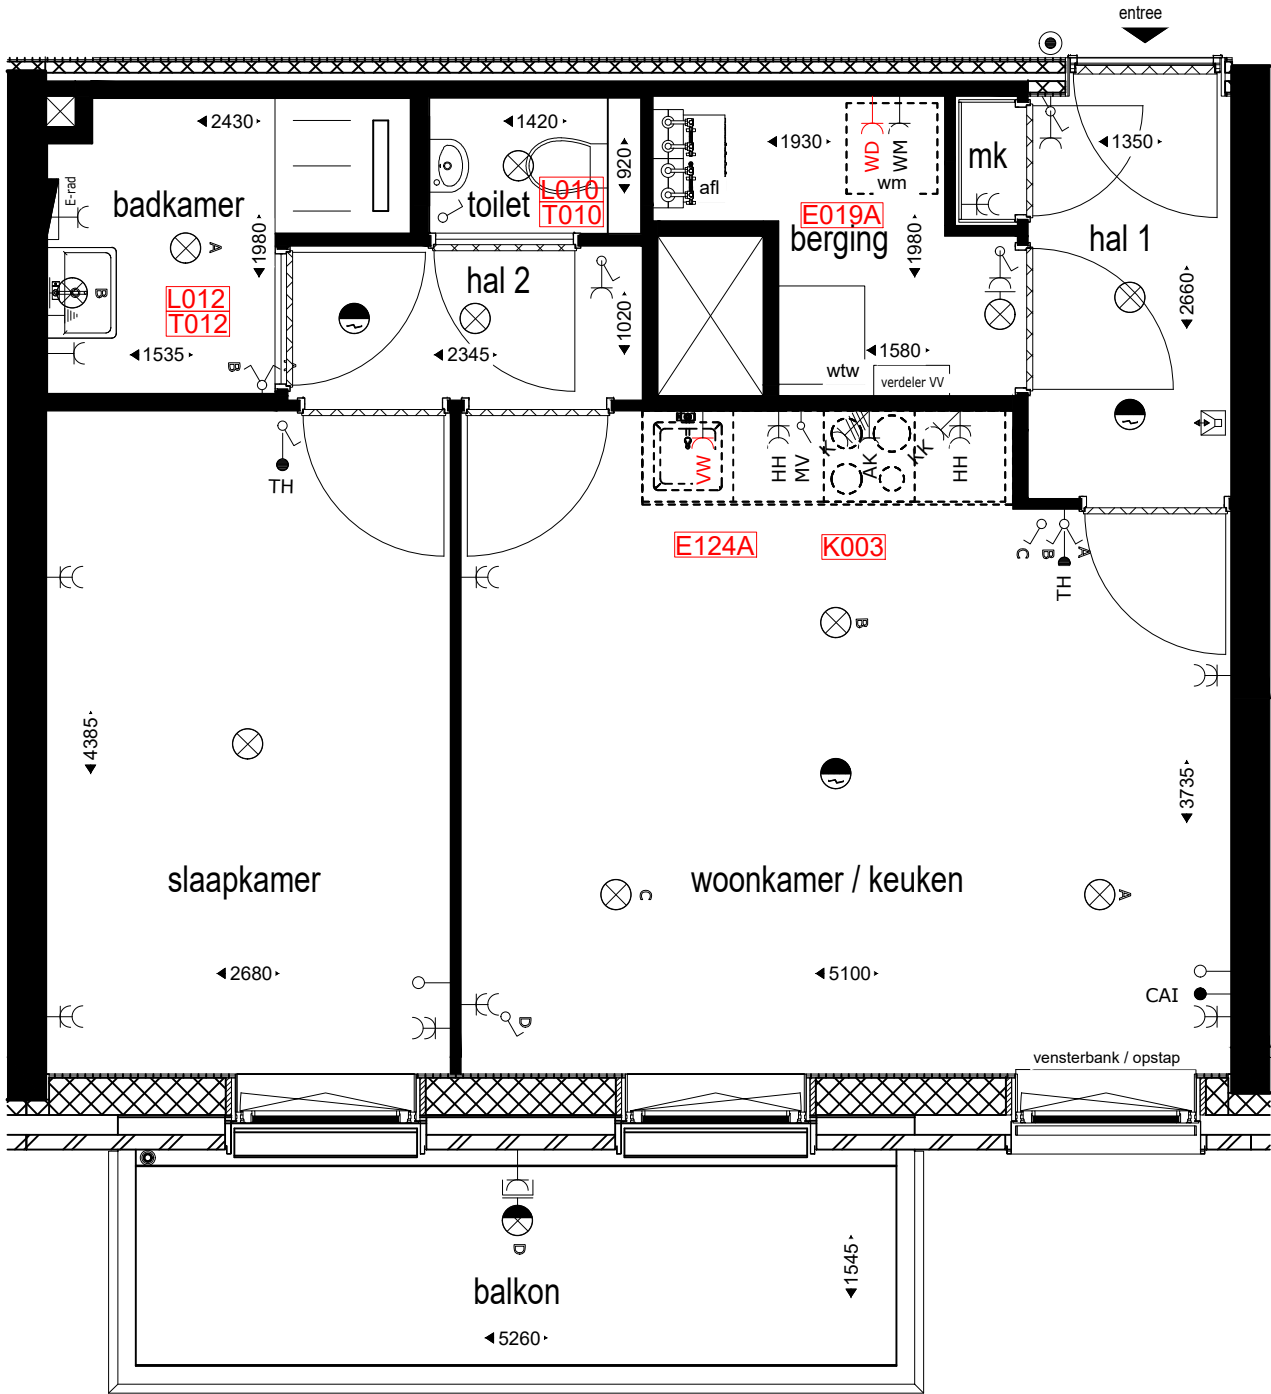 entree
2430
1420
920
1930
WD
WM
wm
mk
1350
E-rad
badkamer
afl
toilet
L010
T010
E019A
berging
hal 1
1980
A
1980
hal 2
2660
B
L012
T012
1020
1535
2345
1580
B
wtw
verdeler VV
TH
VW
HH
MV
K
AK
KK
HH
E124A
K003
C
B
A
TH
B
4385
3735
slaapkamer
woonkamer / keuken
C
A
2680
5100
CAI
D
vensterbank / opstap
D
1545
balkon
5260